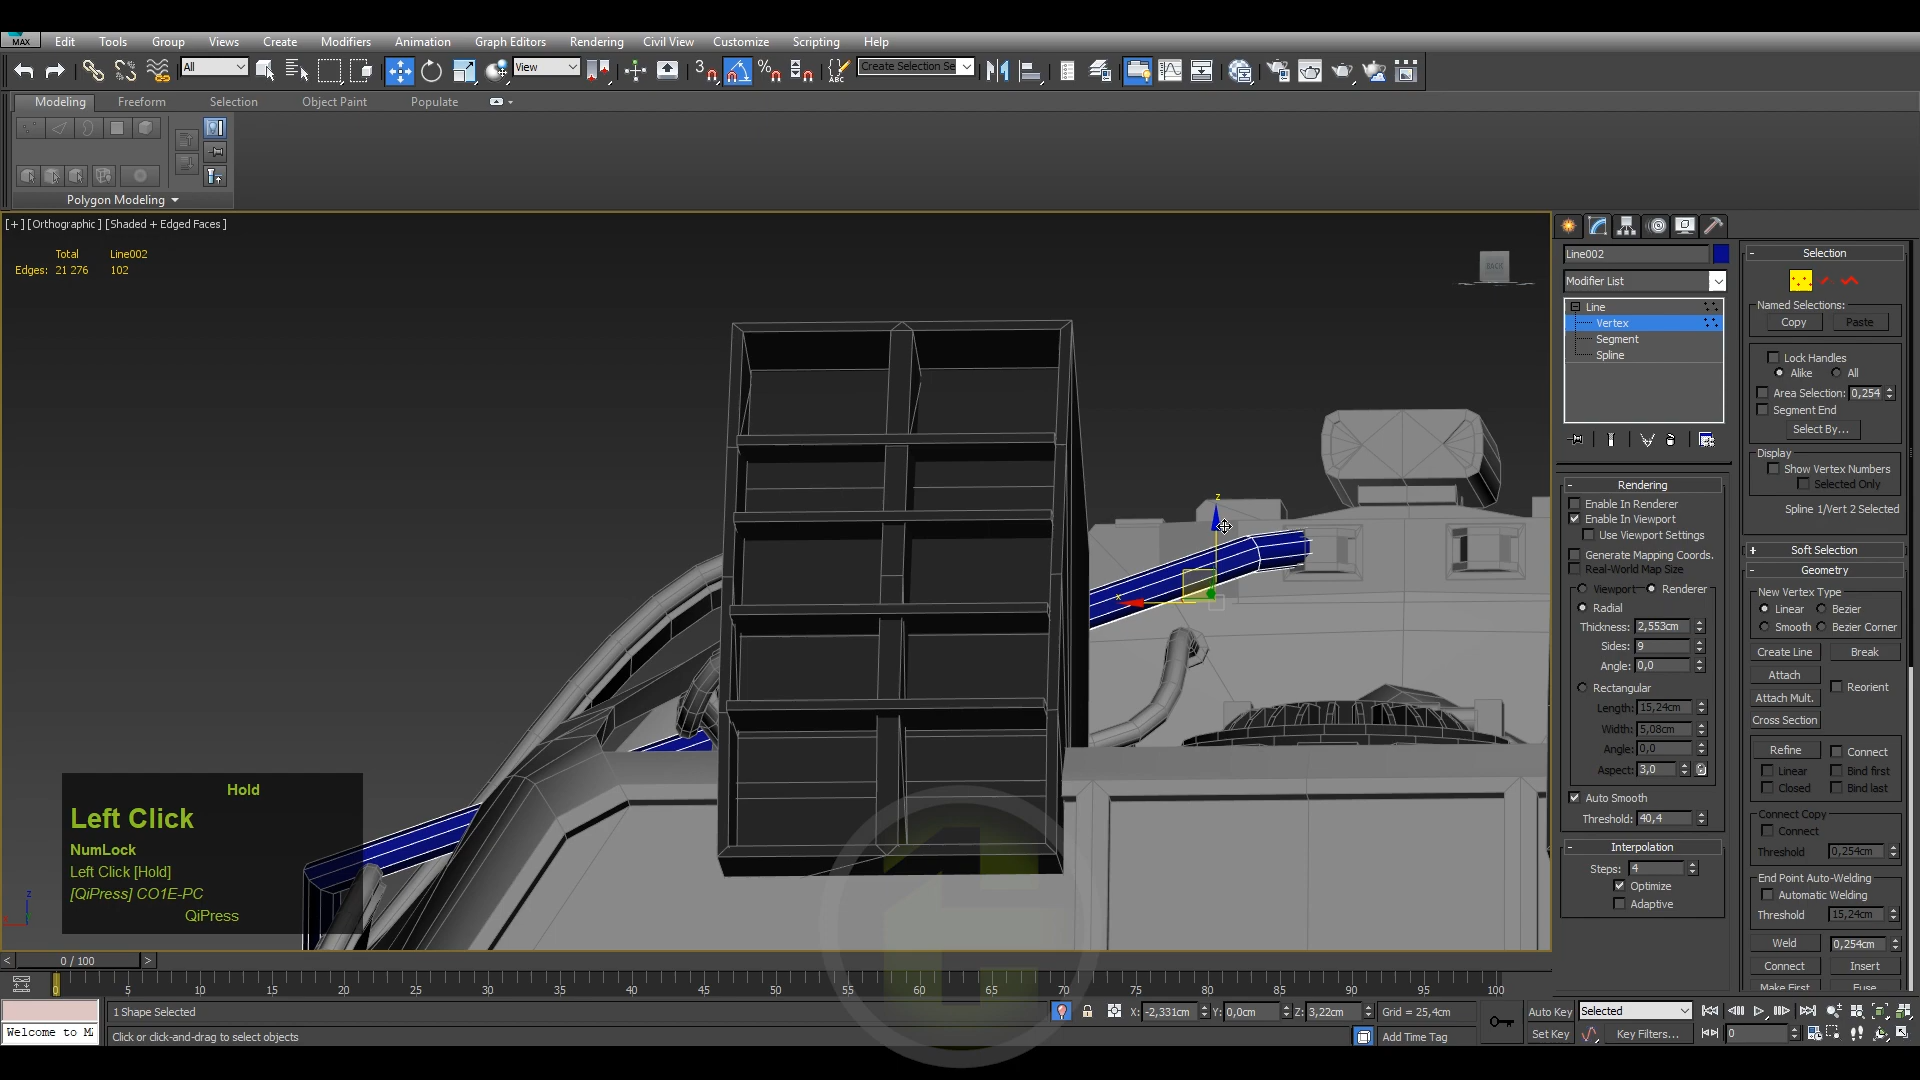 MAX
Edit Tools Group Views Create Modifiers Animation Graph Editors Rendering Civil View Customize Scripting Help
All
View
3
ABC
Create Selection Se
Modeling Freeform Selection Object Paint Populate
Polygon Modeling
[+] [Orthographic] [Shaded + Edged Faces]
Total Line002
Edges: 21 276 102
BACK
z
x
Hold
Left Click
NumLock
Left Click [Hold]
[QiPress] CO1E-PC
QiPress
z
Line002
Modifier List
Line
Vertex
Segment
Spline
- Rendering
Enable In Renderer
Enable In Viewport
Use Viewport Settings
Generate Mapping Coords.
Real-World Map Size
Viewport Renderer
Radial
Thickness: 2,553cm
Sides: 9
Angle: 0,0
Rectangular
Length: 15,24cm
Width: 5,08cm
Angle: 0,0
Aspect: 3,0
Auto Smooth
Threshold: 40,4
- Interpolation
Steps: 4
Optimize
Adaptive
- Selection
Named Selections:
Copy Paste
Lock Handles
Alike All
Area Selection: 0,254
Segment End
Select By...
Display
Show Vertex Numbers
Selected Only
Spline 1/Vert 2 Selected
+ Soft Selection
- Geometry
New Vertex Type
Linear Bezier
Smooth Bezier Corner
Create Line Break
Attach
Reorient
Attach Mult.
Cross Section
Refine Connect
Linear Bind first
Closed Bind last
Connect Copy
Connect
Threshold 0,254cm
End Point Auto-Welding
Automatic Welding
Threshold 15,24cm
Weld 0,254cm
Connect Insert
Make First Fuse
< 0 / 100 >
0 5 10 15 20 25 30 35 40 45 50 55 60 65 70 75 80 85 90 95 100
1 Shape Selected
X: -2,331cm Y: 0,0cm Z: 3,22cm Grid = 25,4cm
Auto Key Selected
Welcome to M
Click or click-and-drag to select objects
Add Time Tag
Set Key Key Filters... 0